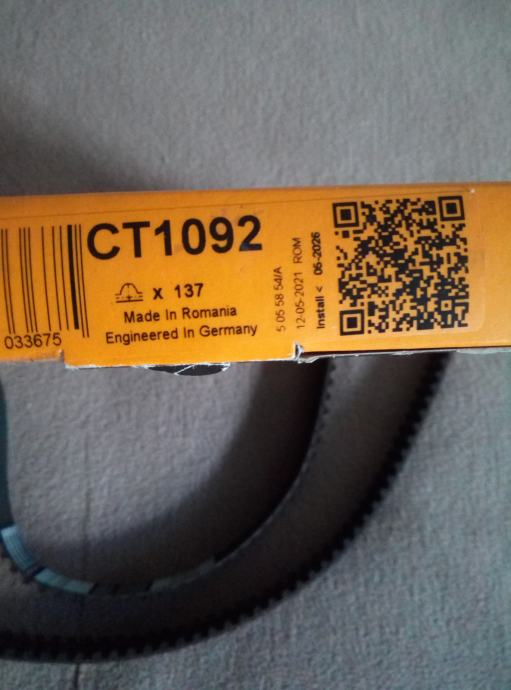 CT1092
x 137
Made In Romania
Engineered In Germany
033675
5 05 58 54/A
12-05-2021 ROM
Install < 05-2026